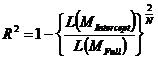 R² = 1 - { L(M_Intercept) / L(M_Full) }^(2/N)